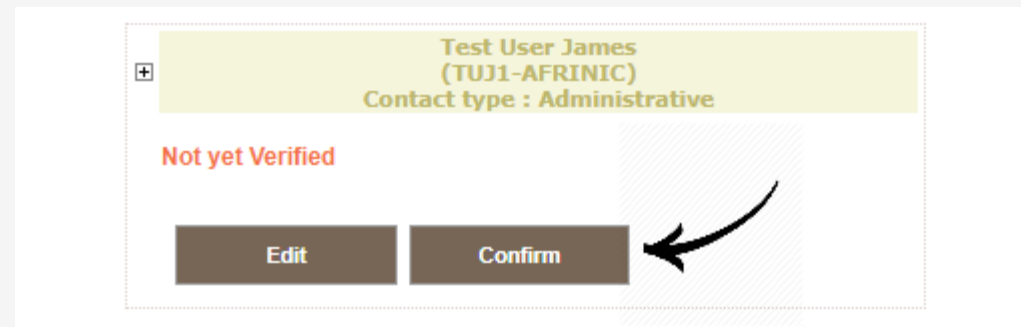 Test User James
(TUJ1-AFRINIC)
Contact type : Administrative
Not yet Verified
Edit
Confirm